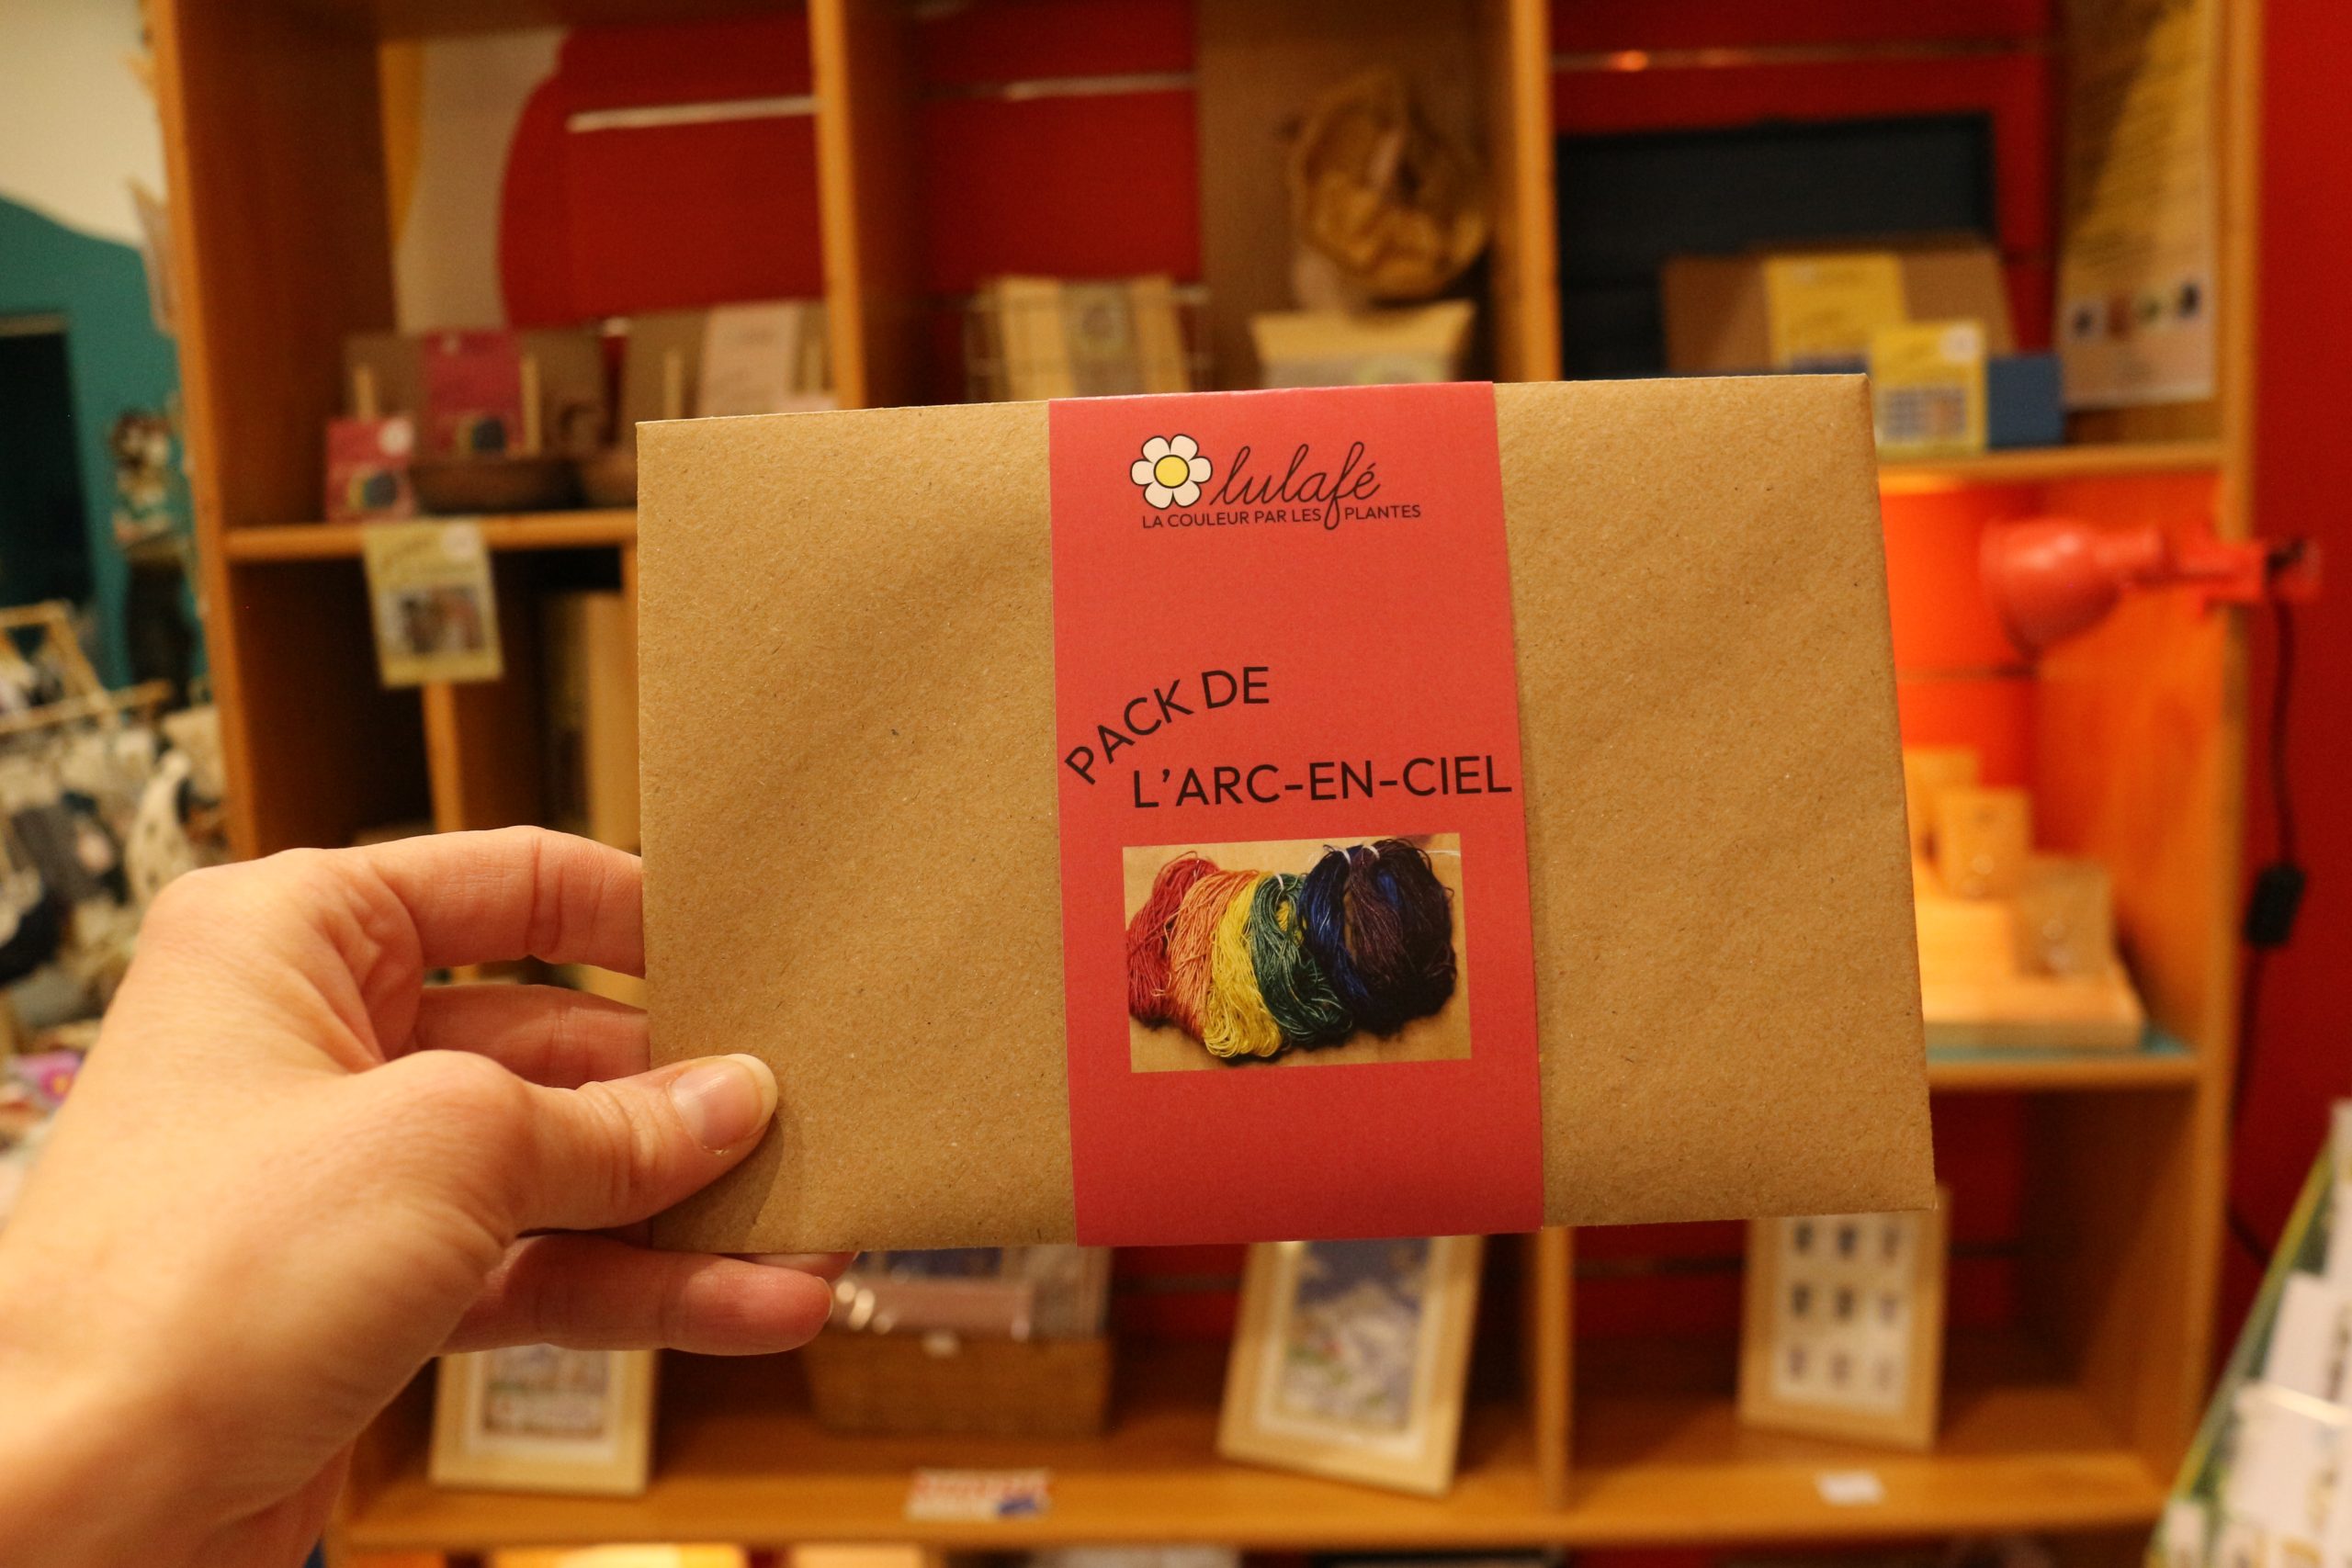 lulafé
LA COULEUR PAR LES PLANTES
PACK DE
L'ARC-EN-CIEL